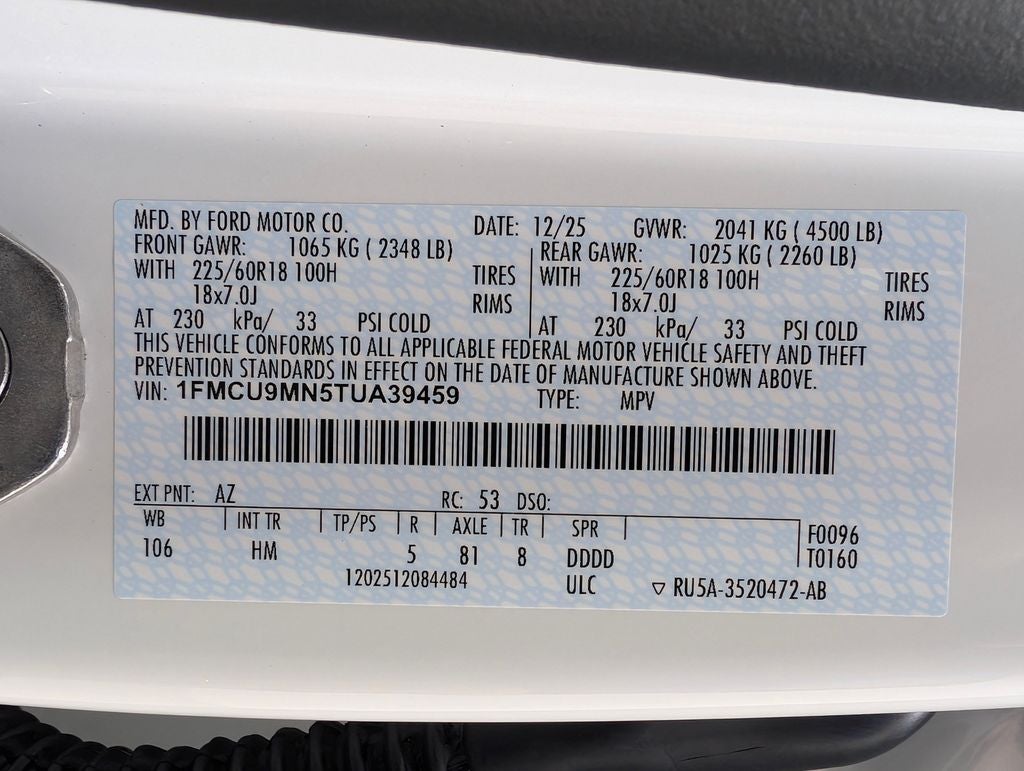 MFD. BY FORD MOTOR CO. DATE: 12/25 GVWR: 2041 KG ( 4500 LB)
FRONT GAWR: 1065 KG ( 2348 LB) REAR GAWR: 1025 KG ( 2260 LB)
WITH 225/60R18 100H TIRES WITH 225/60R18 100H TIRES
18x7.0J RIMS 18x7.0J RIMS
AT 230 kPa/ 33 PSI COLD AT 230 kPa/ 33 PSI COLD
THIS VEHICLE CONFORMS TO ALL APPLICABLE FEDERAL MOTOR VEHICLE SAFETY AND THEFT
PREVENTION STANDARDS IN EFFECT ON THE DATE OF MANUFACTURE SHOWN ABOVE.
VIN: 1FMCU9MN5TUA39459 TYPE: MPV
EXT PNT: AZ RC: 53 DSO:
WB INT TR TP/PS R AXLE TR SPR F0096
106 HM 5 81 8 DDDD T0160
1202512084484 ULC ▽ RU5A-3520472-AB